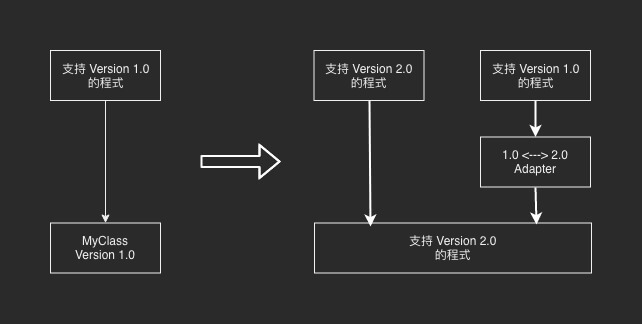 支持 Version 1.0
的程式
MyClass
Version 1.0
支持 Version 2.0
的程式
支持 Version 1.0
的程式
1.0 <---> 2.0
Adapter
支持 Version 2.0
的程式